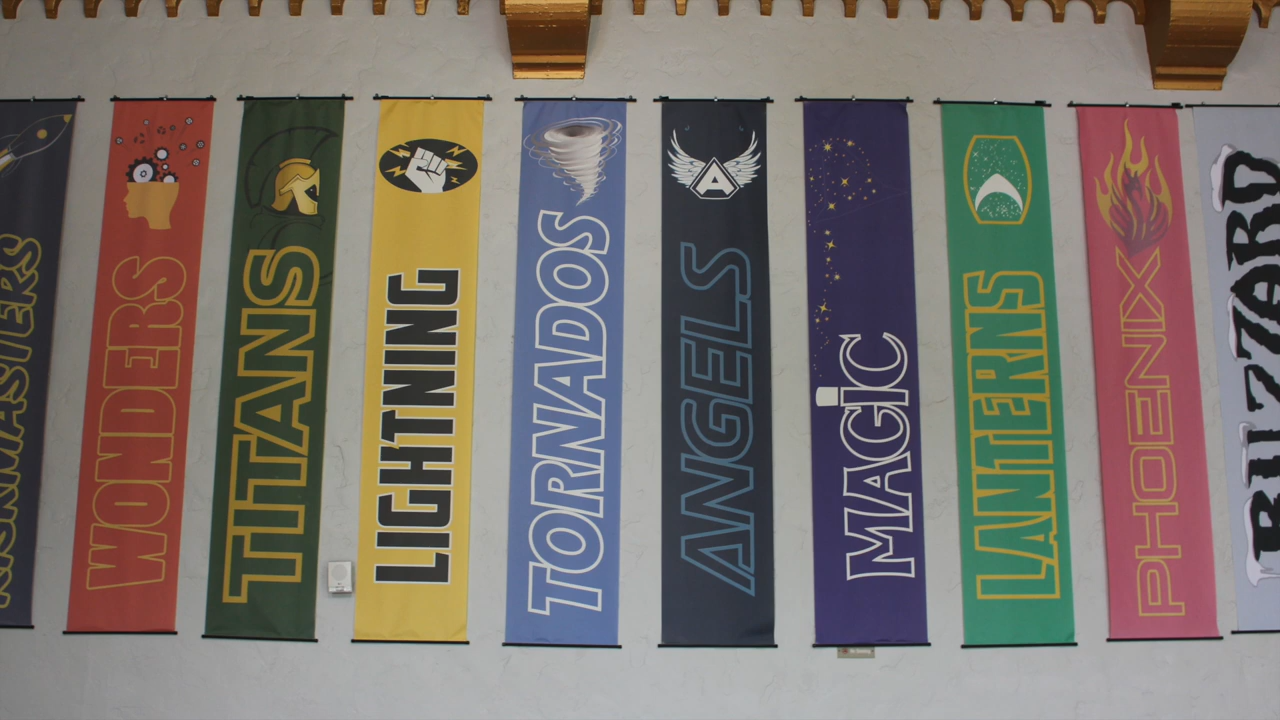 WONDERS
TITANS
LIGHTNING
TORNADOS
A
ANGELS
MAGIC
LANTERNS
PHOENIX
BLIZZARD